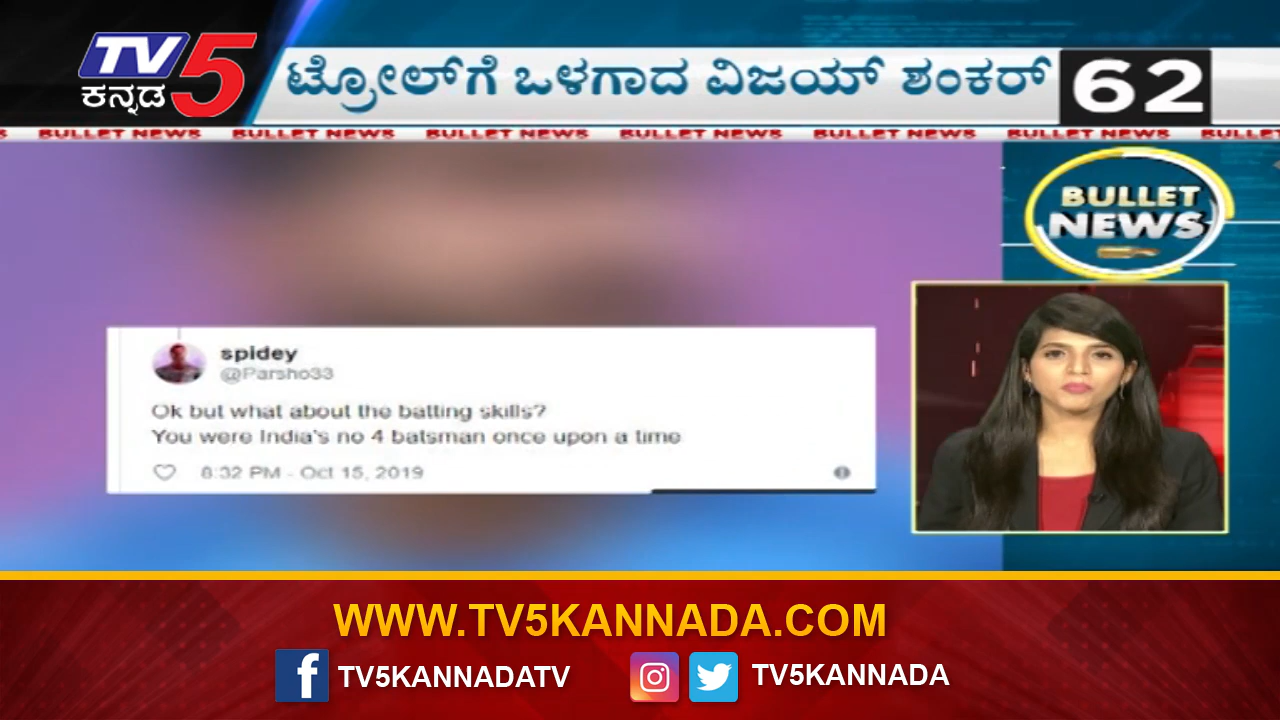 TV5
ಕನ್ನಡ
ಟ್ರೋಲ್‌ಗೆ ಒಳಗಾದ ವಿಜಯ್ ಶಂಕರ್
62
BULLET NEWS BULLET NEWS BULLET NEWS BULLET NEWS BULLET NEWS BULLET NEWS
BULLET
NEWS
spidey
@Parsho33
Ok but what about the batting skills?
You were India's no 4 batsman once upon a time
8:32 PM - Oct 15, 2019
WWW.TV5KANNADA.COM
f TV5KANNADATV
TV5KANNADA